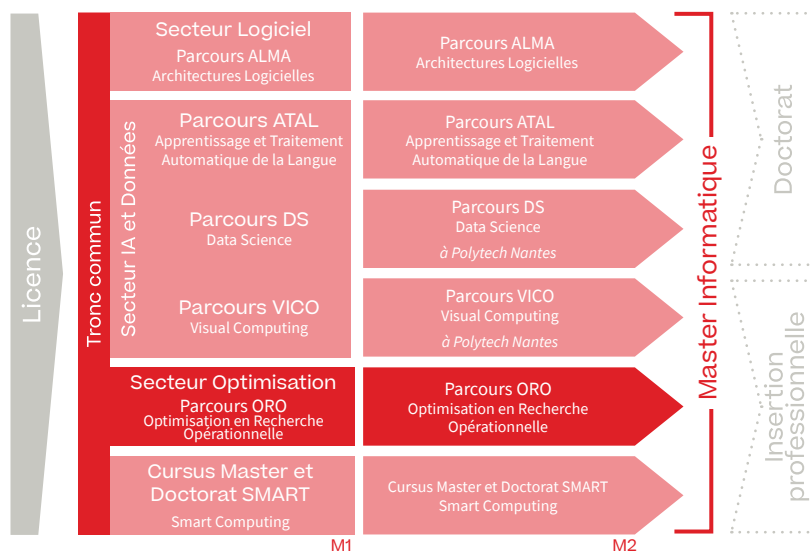 Licence
Tronc commun
Secteur Logiciel
Parcours ALMA
Architectures Logicielles
Parcours ALMA
Architectures Logicielles
Secteur IA et Données
Parcours ATAL
Apprentissage et Traitement
Automatique de la Langue
Parcours ATAL
Apprentissage et Traitement
Automatique de la Langue
Parcours DS
Data Science
Parcours DS
Data Science
à Polytech Nantes
Parcours VICO
Visual Computing
Parcours VICO
Visual Computing
à Polytech Nantes
Secteur Optimisation
Parcours ORO
Optimisation en Recherche
Opérationnelle
Parcours ORO
Optimisation en Recherche
Opérationnelle
Cursus Master et
Doctorat SMART
Smart Computing
Cursus Master et Doctorat SMART
Smart Computing
M1
M2
Master Informatique
Doctorat
Insertion
professionnelle